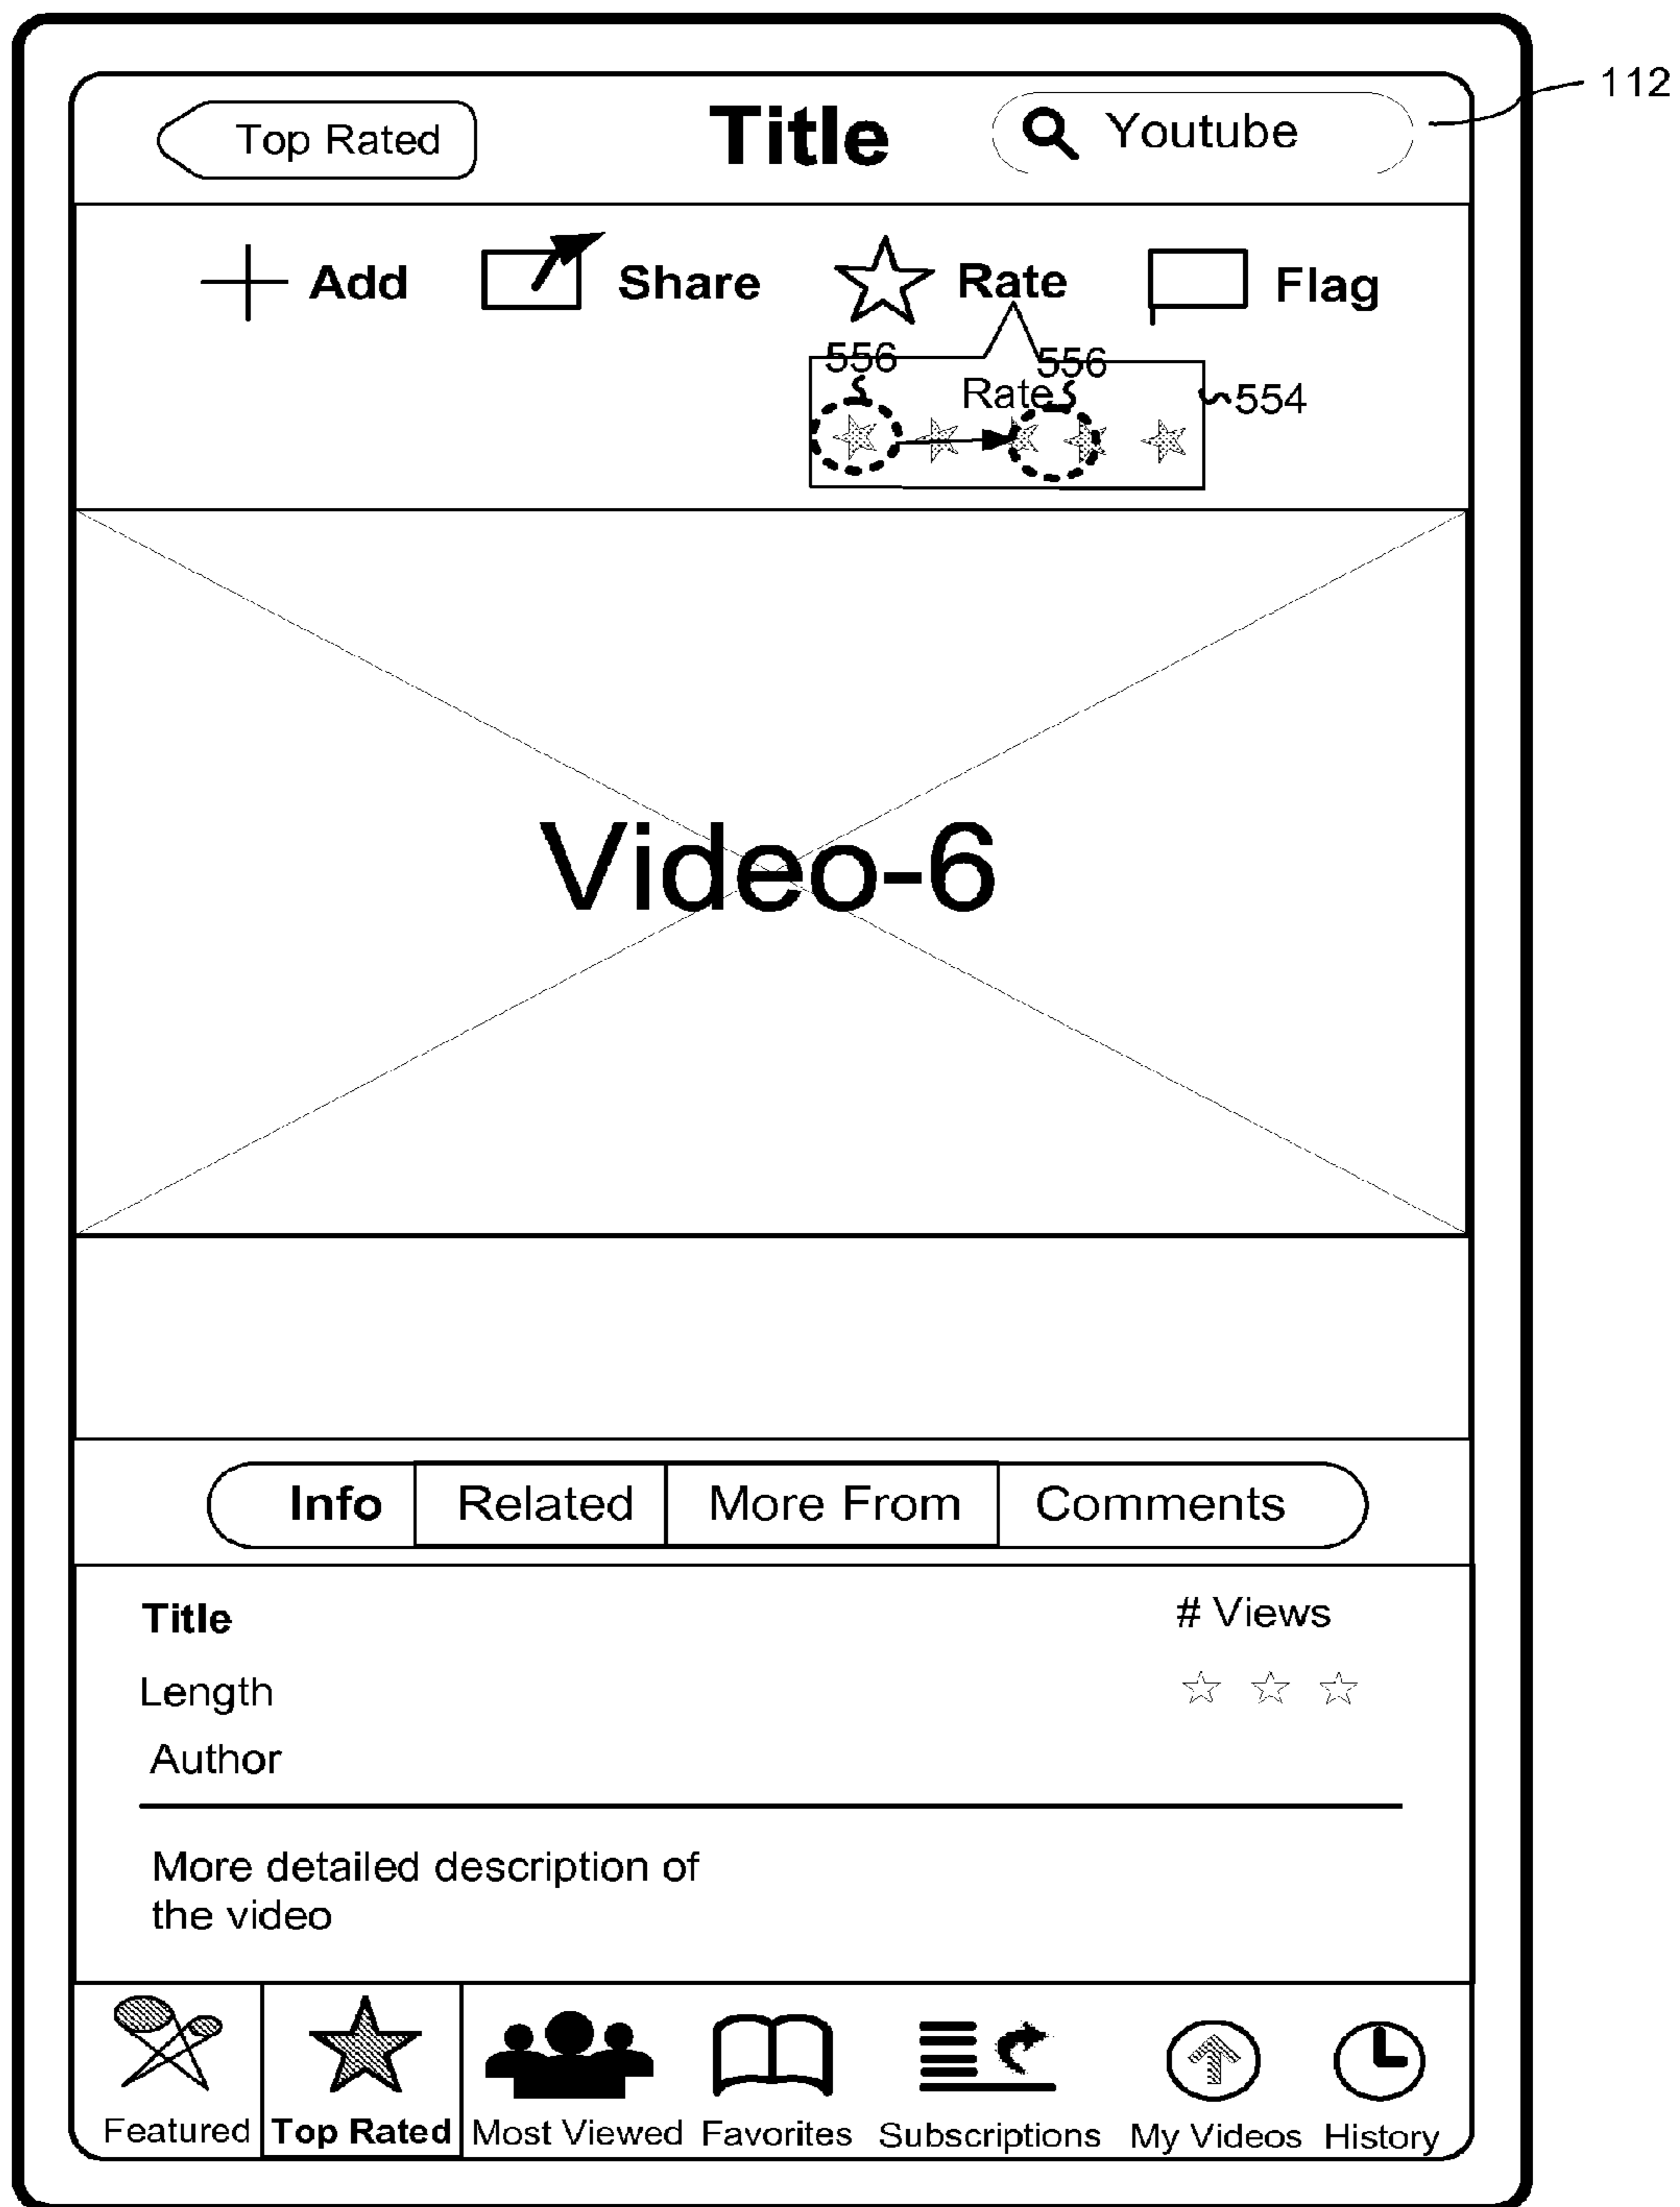 112
Top Rated
Title
Youtube
Add
Share
Rate
Flag
556
556
Rate
554
Video-6
Info
Related
More From
Comments
Title
# Views
Length
Author
More detailed description of
the video
Featured
Top Rated
Most Viewed
Favorites
Subscriptions
My Videos
History